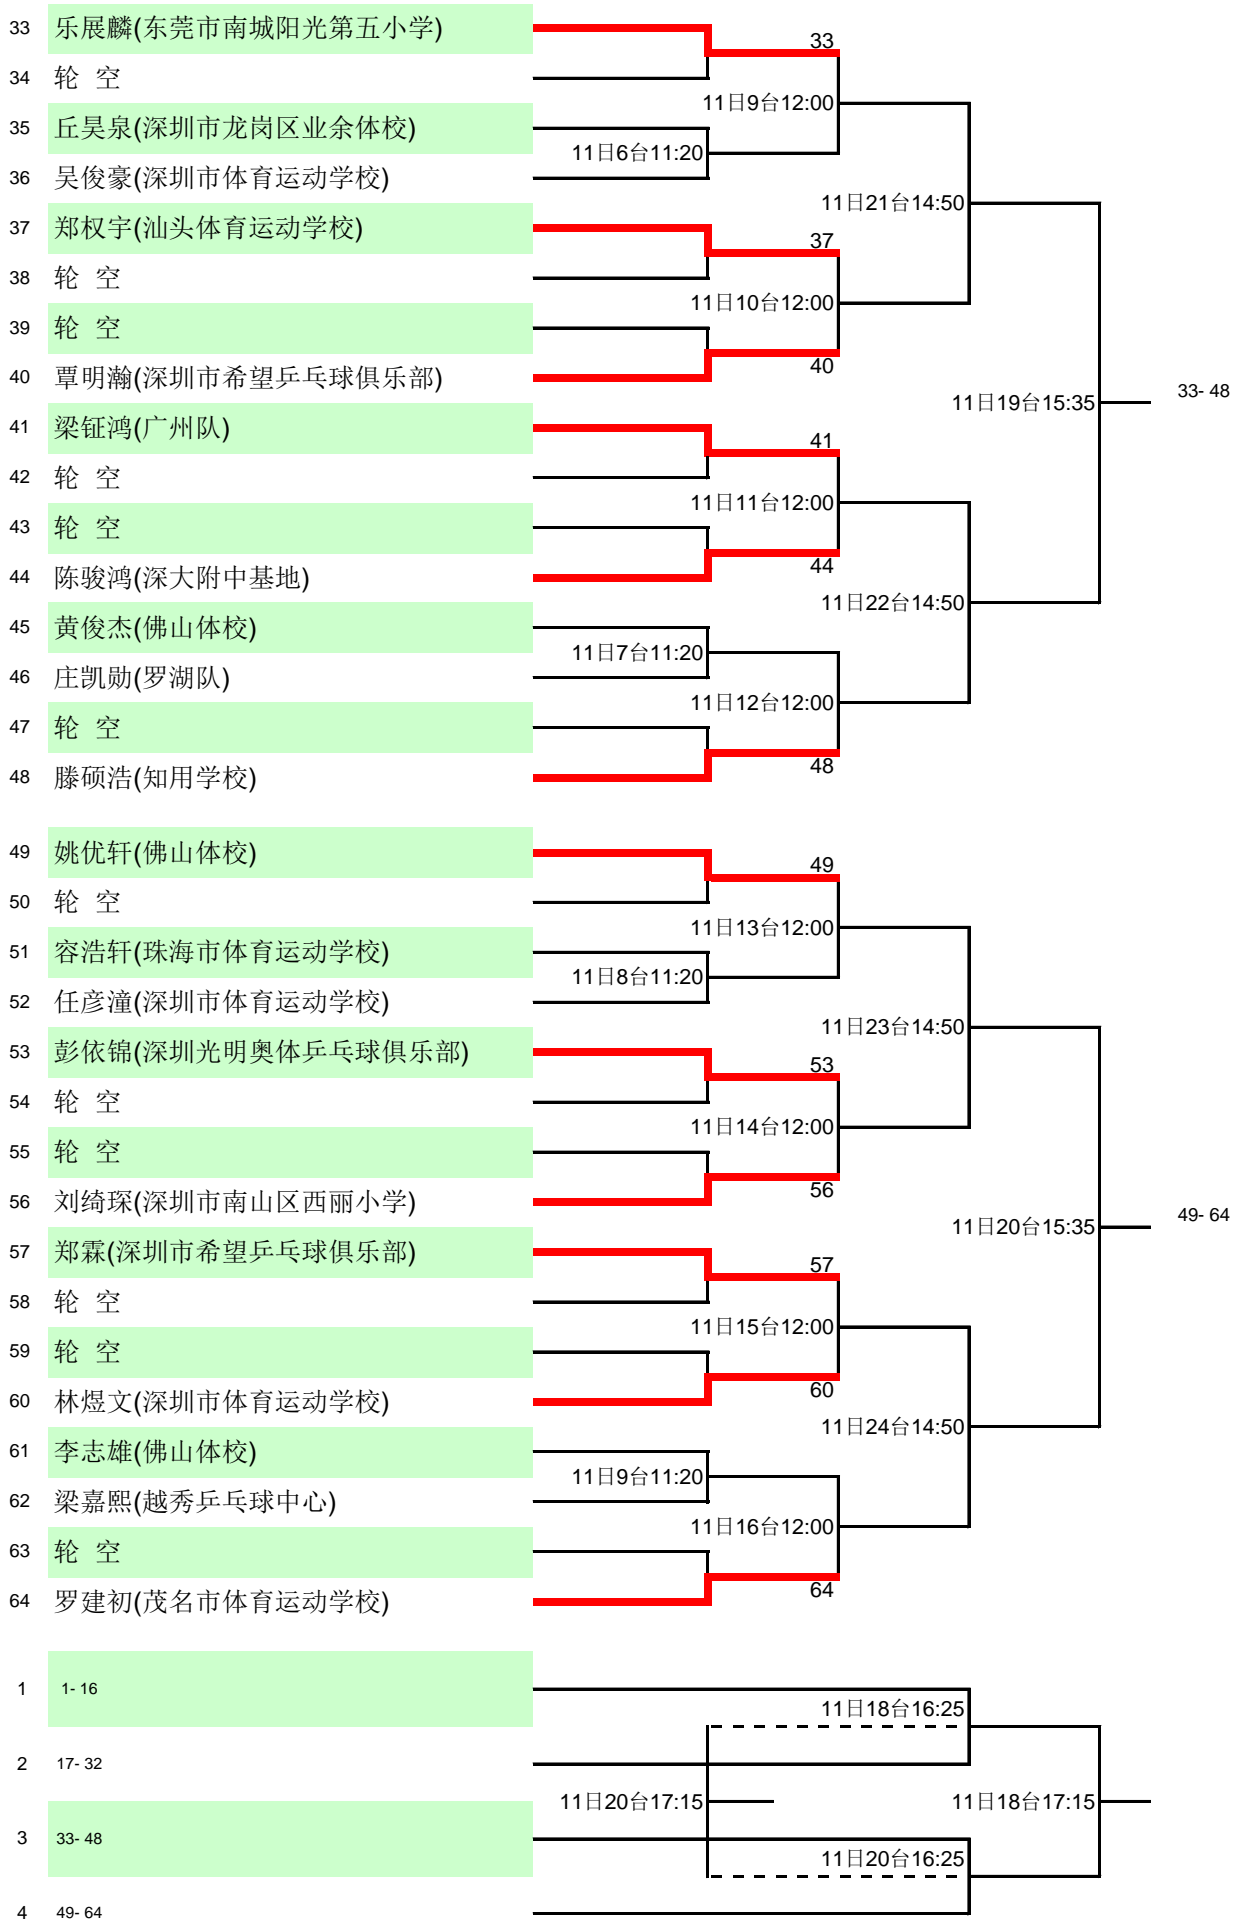 33 乐展麟(东莞市南城阳光第五小学)
33
34 轮 空
11日9台12:00
35 丘昊泉(深圳市龙岗区业余体校)
11日6台11:20
36 吴俊豪(深圳市体育运动学校)
11日21台14:50
37 郑权宇(汕头体育运动学校)
37
38 轮 空
11日10台12:00
39 轮 空
40
40 覃明瀚(深圳市希望乒乓球俱乐部)
33-48
11日19台15:35
41 梁钲鸿(广州队)
41
42 轮 空
11日11台12:00
43 轮 空
44
44 陈骏鸿(深大附中基地)
11日22台14:50
45 黄俊杰(佛山体校)
11日7台11:20
46 庄凯勋(罗湖队)
11日12台12:00
47 轮 空
48
48 滕硕浩(知用学校)
49 姚优轩(佛山体校)
49
50 轮 空
11日13台12:00
51 容浩轩(珠海市体育运动学校)
11日8台11:20
52 任彦潼(深圳市体育运动学校)
11日23台14:50
53 彭依锦(深圳光明奥体乒乓球俱乐部)
53
54 轮 空
11日14台12:00
55 轮 空
56
56 刘绮琛(深圳市南山区西丽小学)
49-64
11日20台15:35
57 郑霖(深圳市希望乒乓球俱乐部)
57
58 轮 空
11日15台12:00
59 轮 空
60
60 林煜文(深圳市体育运动学校)
11日24台14:50
61 李志雄(佛山体校)
11日9台11:20
62 梁嘉熙(越秀乒乓球中心)
11日16台12:00
63 轮 空
64
64 罗建初(茂名市体育运动学校)
1 1-16
11日18台16:25
2 17-32
11日20台17:15
11日18台17:15
3 33-48
11日20台16:25
4 49-64